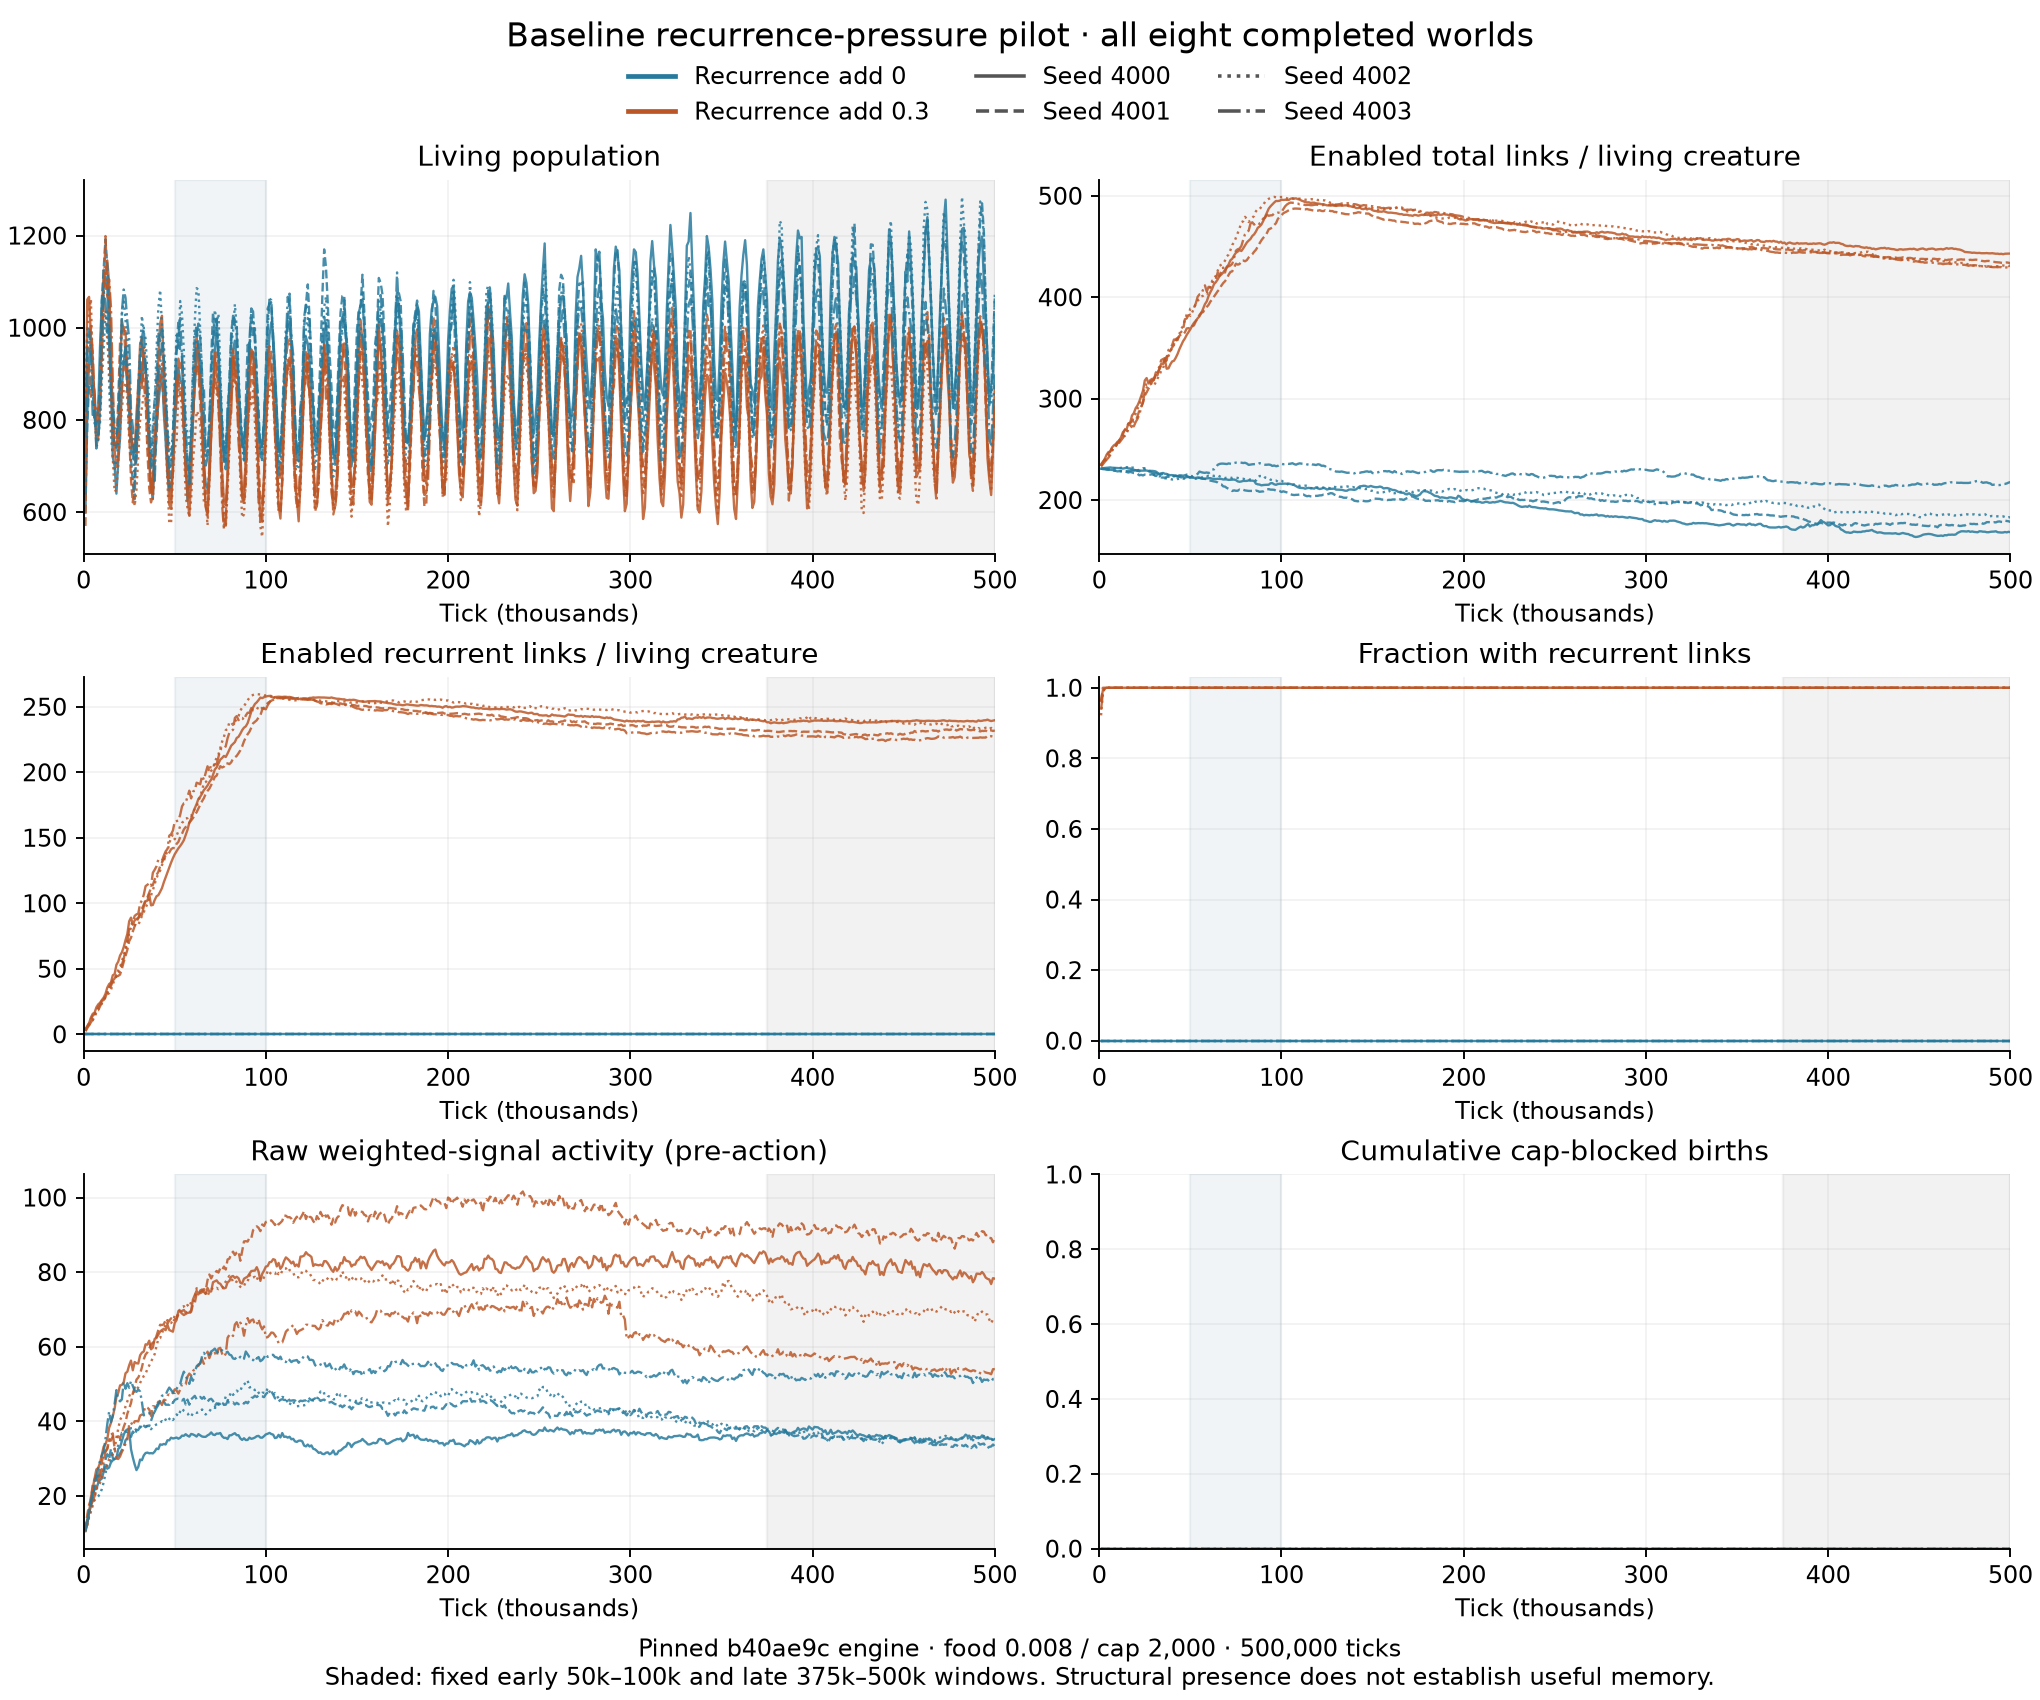 Baseline recurrence-pressure pilot · all eight completed worlds
Recurrence add 0
Seed 4000
Seed 4002
Recurrence add 0.3
Seed 4001
Seed 4003
Living population
1200
1000
800
600
0 100 200 300 400 500
Tick (thousands)
Enabled total links / living creature
500
400
300
200
0 100 200 300 400 500
Tick (thousands)
Enabled recurrent links / living creature
250
200
150
100
50
0
0 100 200 300 400 500
Tick (thousands)
Fraction with recurrent links
1.0
0.8
0.6
0.4
0.2
0.0
0 100 200 300 400 500
Tick (thousands)
Raw weighted-signal activity (pre-action)
100
80
60
40
20
0 100 200 300 400 500
Tick (thousands)
Cumulative cap-blocked births
1.0
0.8
0.6
0.4
0.2
0.0
0 100 200 300 400 500
Tick (thousands)
Pinned b40ae9c engine · food 0.008 / cap 2,000 · 500,000 ticks
Shaded: fixed early 50k–100k and late 375k–500k windows. Structural presence does not establish useful memory.